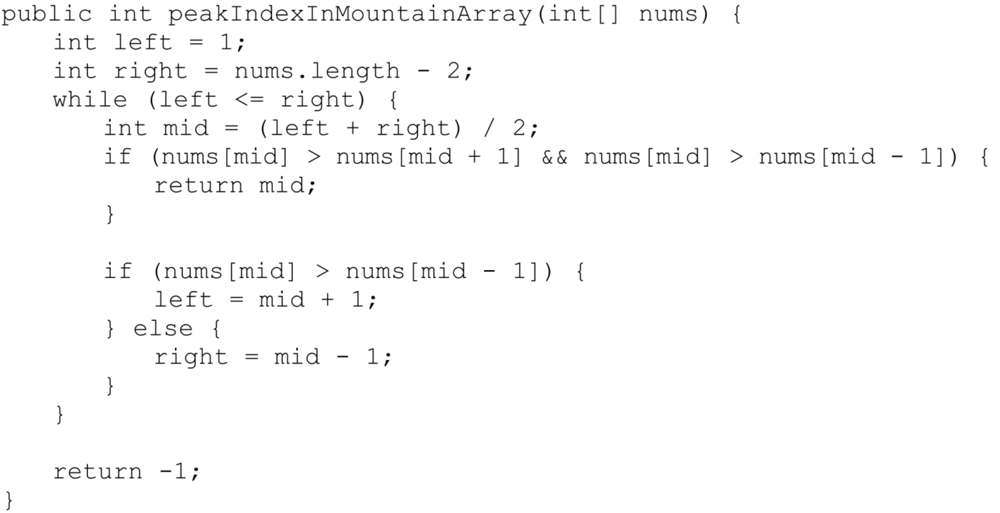 public int peakIndexInMountainArray(int[] nums) {
    int left = 1;
    int right = nums.length - 2;
    while (left <= right) {
        int mid = (left + right) / 2;
        if (nums[mid] > nums[mid + 1] && nums[mid] > nums[mid - 1]) {
            return mid;
        }

        if (nums[mid] > nums[mid - 1]) {
            left = mid + 1;
        } else {
            right = mid - 1;
        }
    }

    return -1;
}